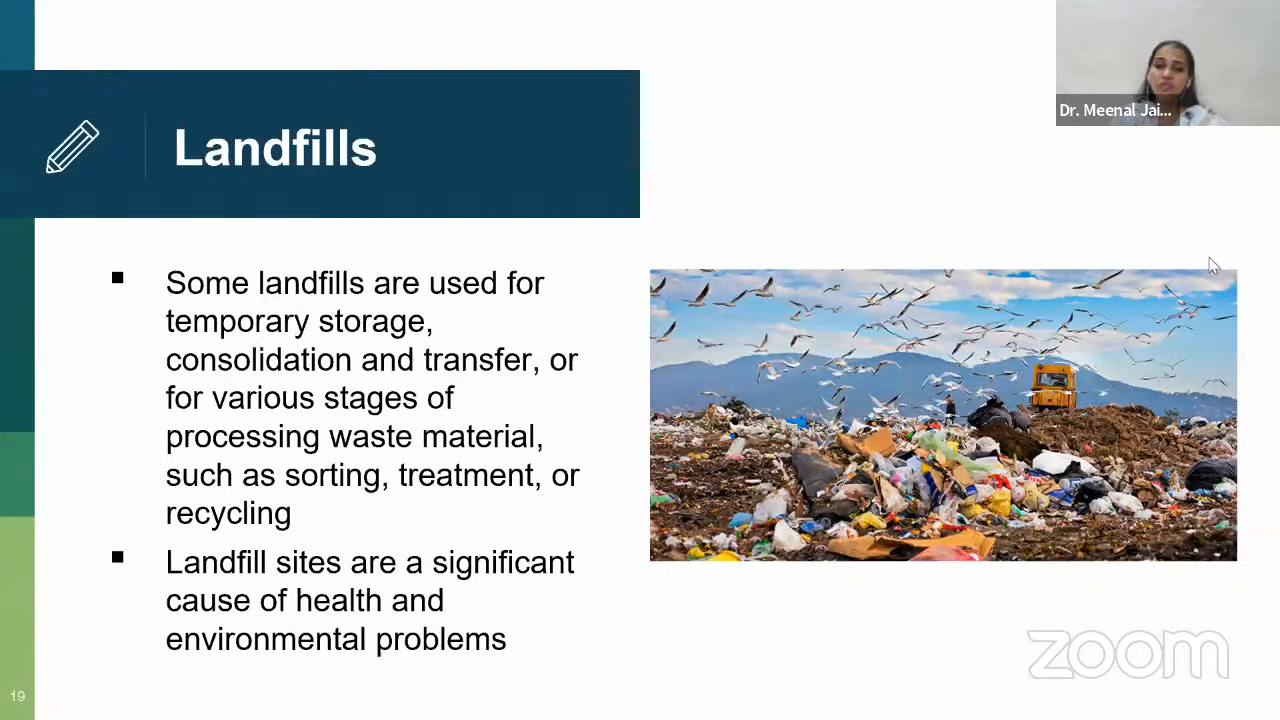 Dr. Meenal Jai...
Landfills
Some landfills are used for
temporary storage,
consolidation and transfer, or
for various stages of
processing waste material,
such as sorting, treatment, or
recycling
Landfill sites are a significant
cause of health and
environmental problems
zoom
19